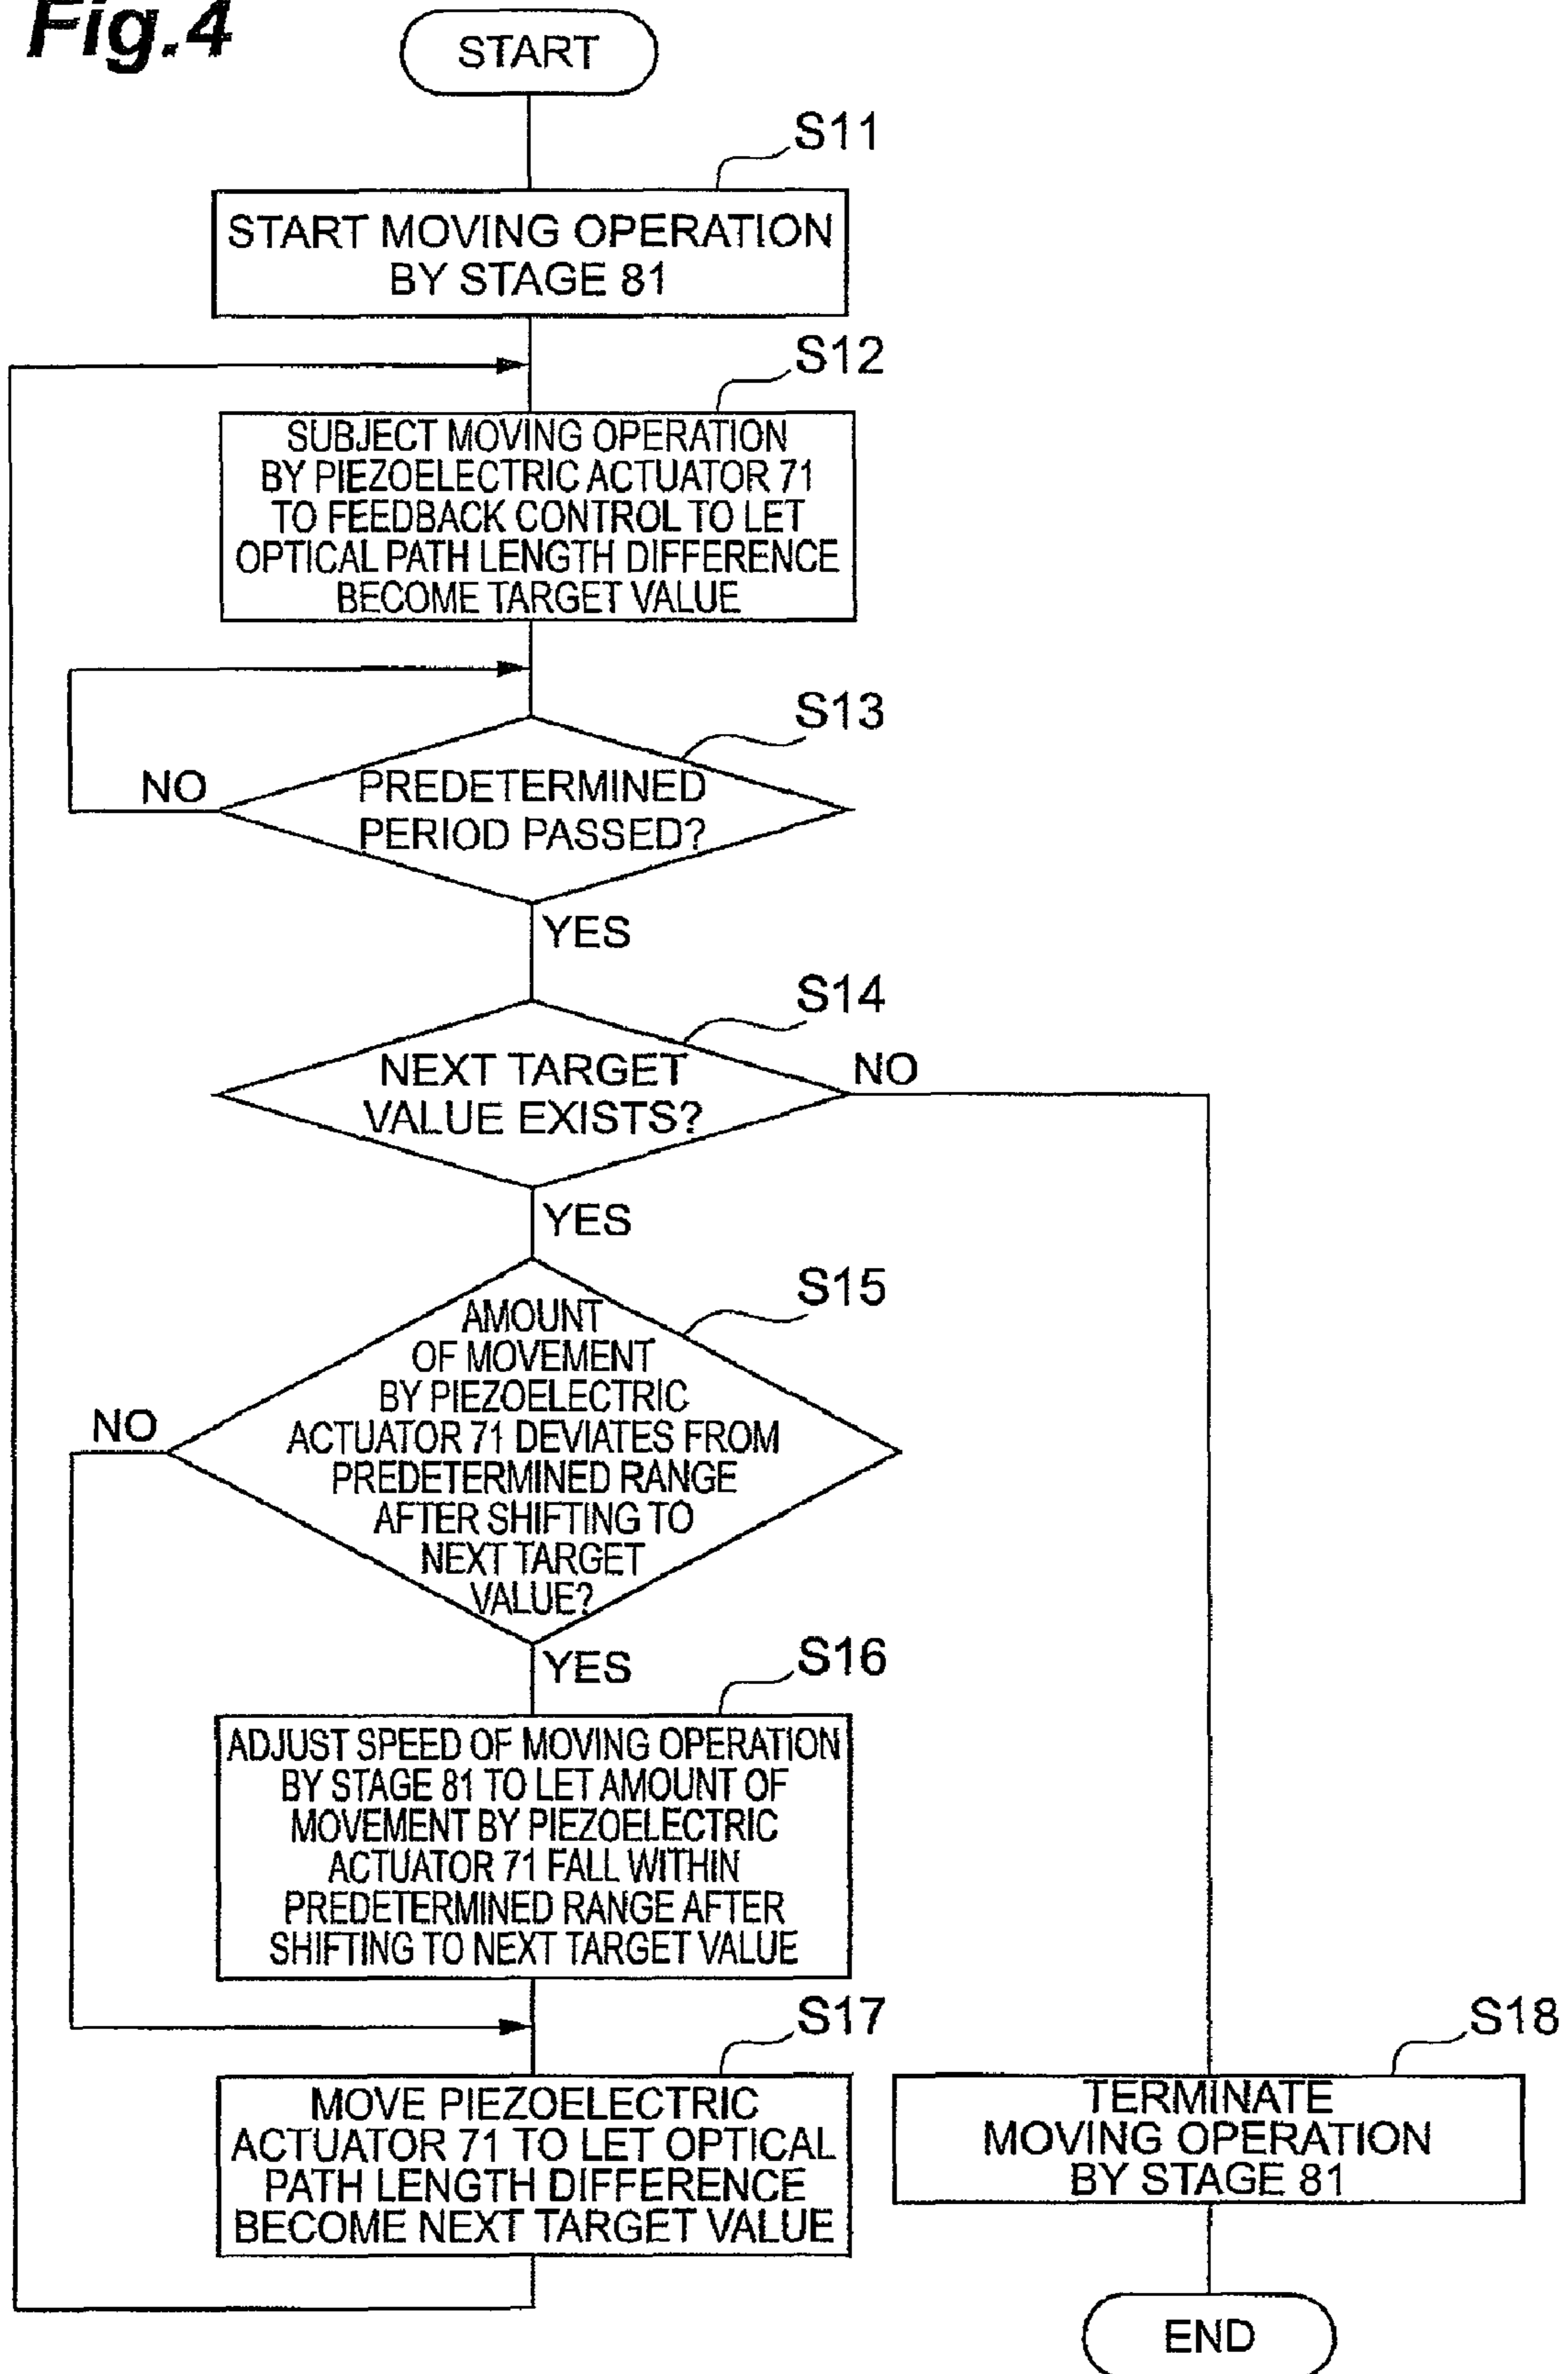 Fig.4
START
S11
START MOVING OPERATION
BY STAGE 81
S12
SUBJECT MOVING OPERATION
BY PIEZOELECTRIC ACTUATOR 71
TO FEEDBACK CONTROL TO LET
OPTICAL PATH LENGTH DIFFERENCE
BECOME TARGET VALUE
S13
NO
PREDETERMINED
PERIOD PASSED?
YES
S14
NEXT TARGET
VALUE EXISTS?
NO
YES
S15
AMOUNT
OF MOVEMENT
BY PIEZOELECTRIC
ACTUATOR 71 DEVIATES FROM
PREDETERMINED RANGE
AFTER SHIFTING TO
NEXT TARGET
VALUE?
NO
YES
S16
ADJUST SPEED OF MOVING OPERATION
BY STAGE 81 TO LET AMOUNT OF
MOVEMENT BY PIEZOELECTRIC
ACTUATOR 71 FALL WITHIN
PREDETERMINED RANGE AFTER
SHIFTING TO NEXT TARGET VALUE
S17
MOVE PIEZOELECTRIC
ACTUATOR 71 TO LET OPTICAL
PATH LENGTH DIFFERENCE
BECOME NEXT TARGET VALUE
S18
TERMINATE
MOVING OPERATION
BY STAGE 81
END